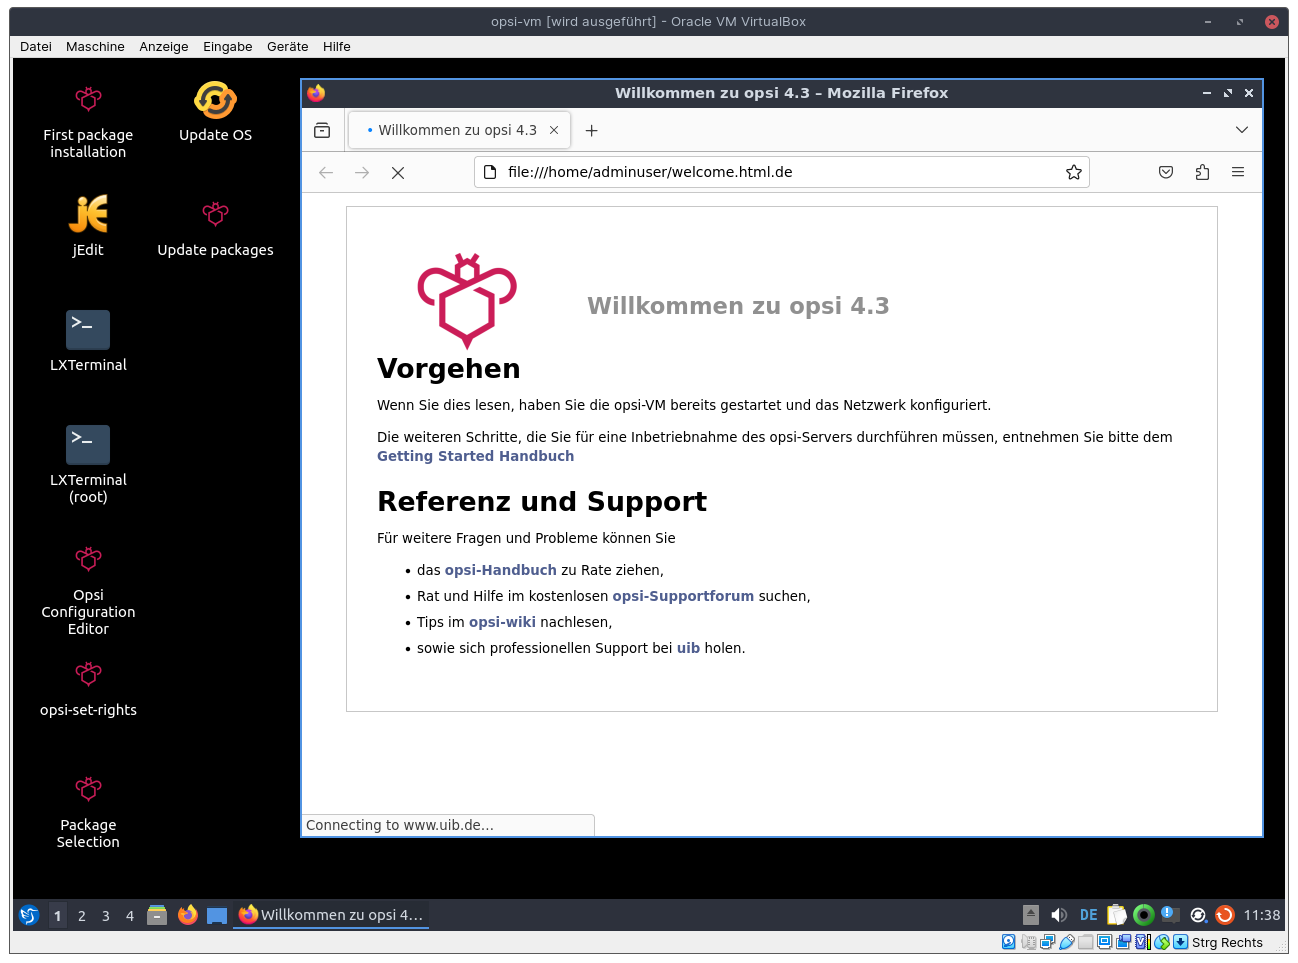 opsi-vm [wird ausgeführt] - Oracle VM VirtualBox
Datei Maschine Anzeige Eingabe Geräte Hilfe
First package
installation
Update OS
jEdit
Update packages
LXTerminal
LXTerminal
(root)
Opsi
Configuration
Editor
opsi-set-rights
Package
Selection
Willkommen zu opsi 4.3 – Mozilla Firefox
Willkommen zu opsi 4.3
file:///home/adminuser/welcome.html.de
Willkommen zu opsi 4.3
Vorgehen
Wenn Sie dies lesen, haben Sie die opsi-VM bereits gestartet und das Netzwerk konfiguriert.
Die weiteren Schritte, die Sie für eine Inbetriebnahme des opsi-Servers durchführen müssen, entnehmen Sie bitte dem
Getting Started Handbuch
Referenz und Support
Für weitere Fragen und Probleme können Sie
• das opsi-Handbuch zu Rate ziehen,
• Rat und Hilfe im kostenlosen opsi-Supportforum suchen,
• Tips im opsi-wiki nachlesen,
• sowie sich professionellen Support bei uib holen.
Connecting to www.uib.de…
1 2 3 4 Willkommen zu opsi 4… DE 11:38
Strg Rechts